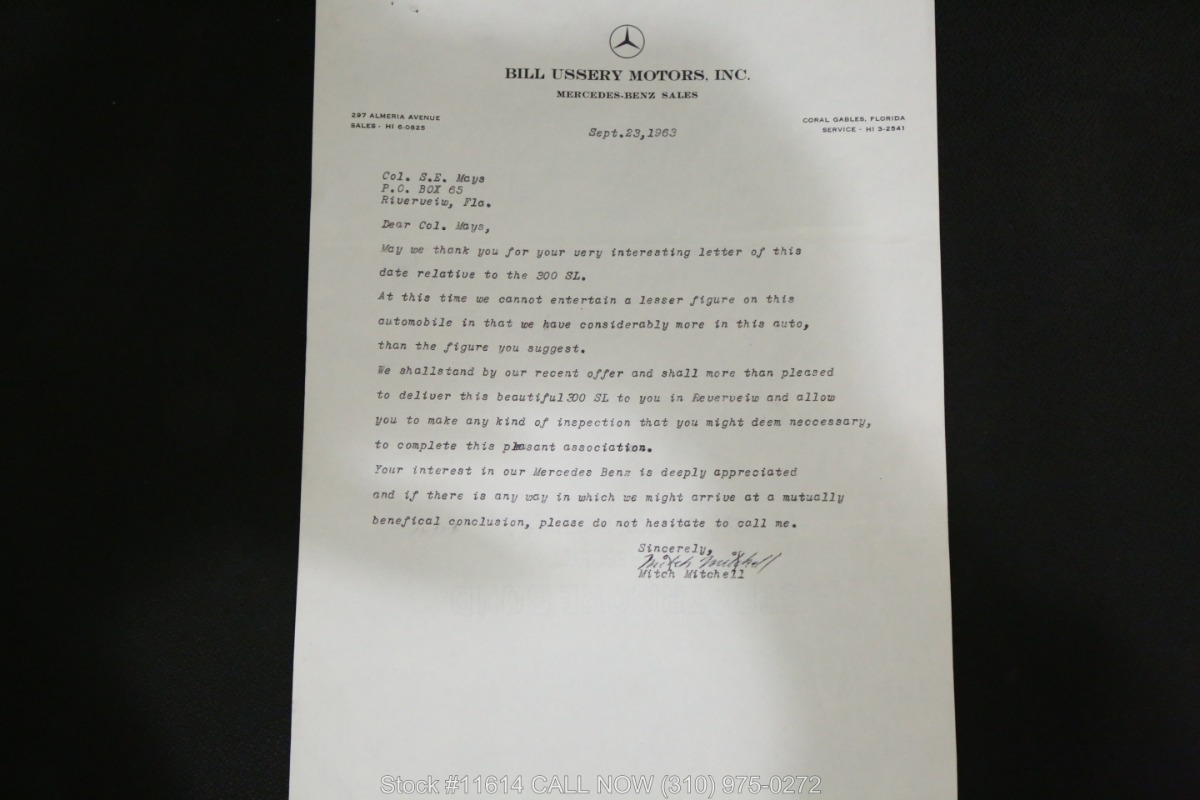 BILL USSERY MOTORS, INC.
MERCEDES-BENZ SALES
297 ALMERIA AVENUE
SALES - HI 6-0825
CORAL GABLES, FLORIDA
SERVICE - HI 3-2541
Sept.23,1963
Col. S.E. Mays
P.O. BOX 65
Riverveiw, Fla.
Dear Col. Mays,
May we thank you for your very interesting letter of this
date relative to the 300 SL.
At this time we cannot entertain a lesser figure on this
automobile in that we have considerably more in this auto,
than the figure you suggest.
We shallstand by our recent offer and shall more than pleased
to deliver this beautiful300 SL to you in Reverveiw and allow
you to make any kind of inspection that you might deem neccessary,
to complete this plesant association.
Your interest in our Mercedes Benz is deeply appreciated
and if there is any way in which we might arrive at a mutually
benefical conclusion, please do not hesitate to call me.
Sincerely,
Mitch Mitchell
Mitch Mitchell
Stock #11614 CALL NOW (310) 975-0272